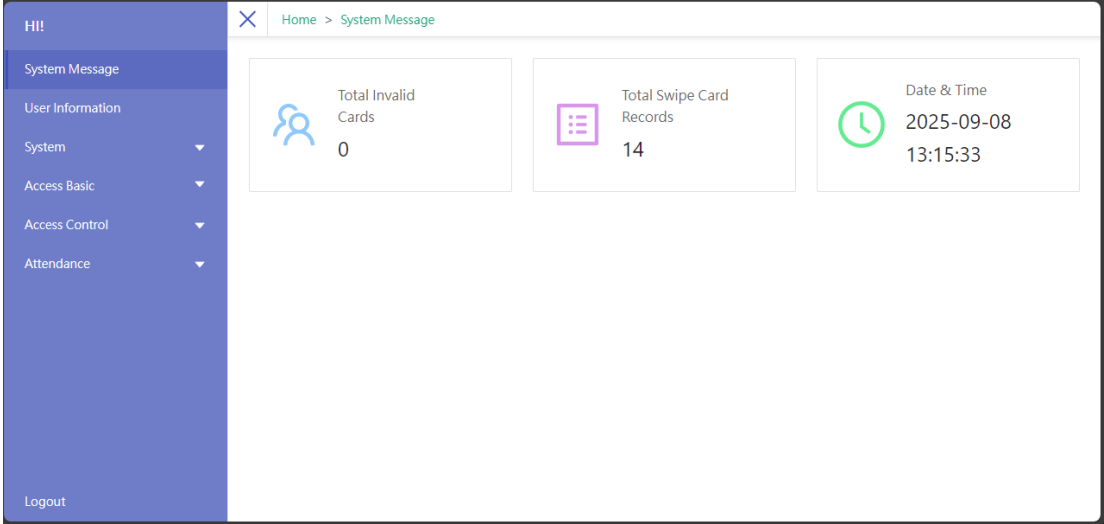 HI!
System Message
User Information
System
Access Basic
Access Control
Attendance
Logout
Home > System Message
Total Invalid
Cards
0
Total Swipe Card
Records
14
Date & Time
2025-09-08
13:15:33